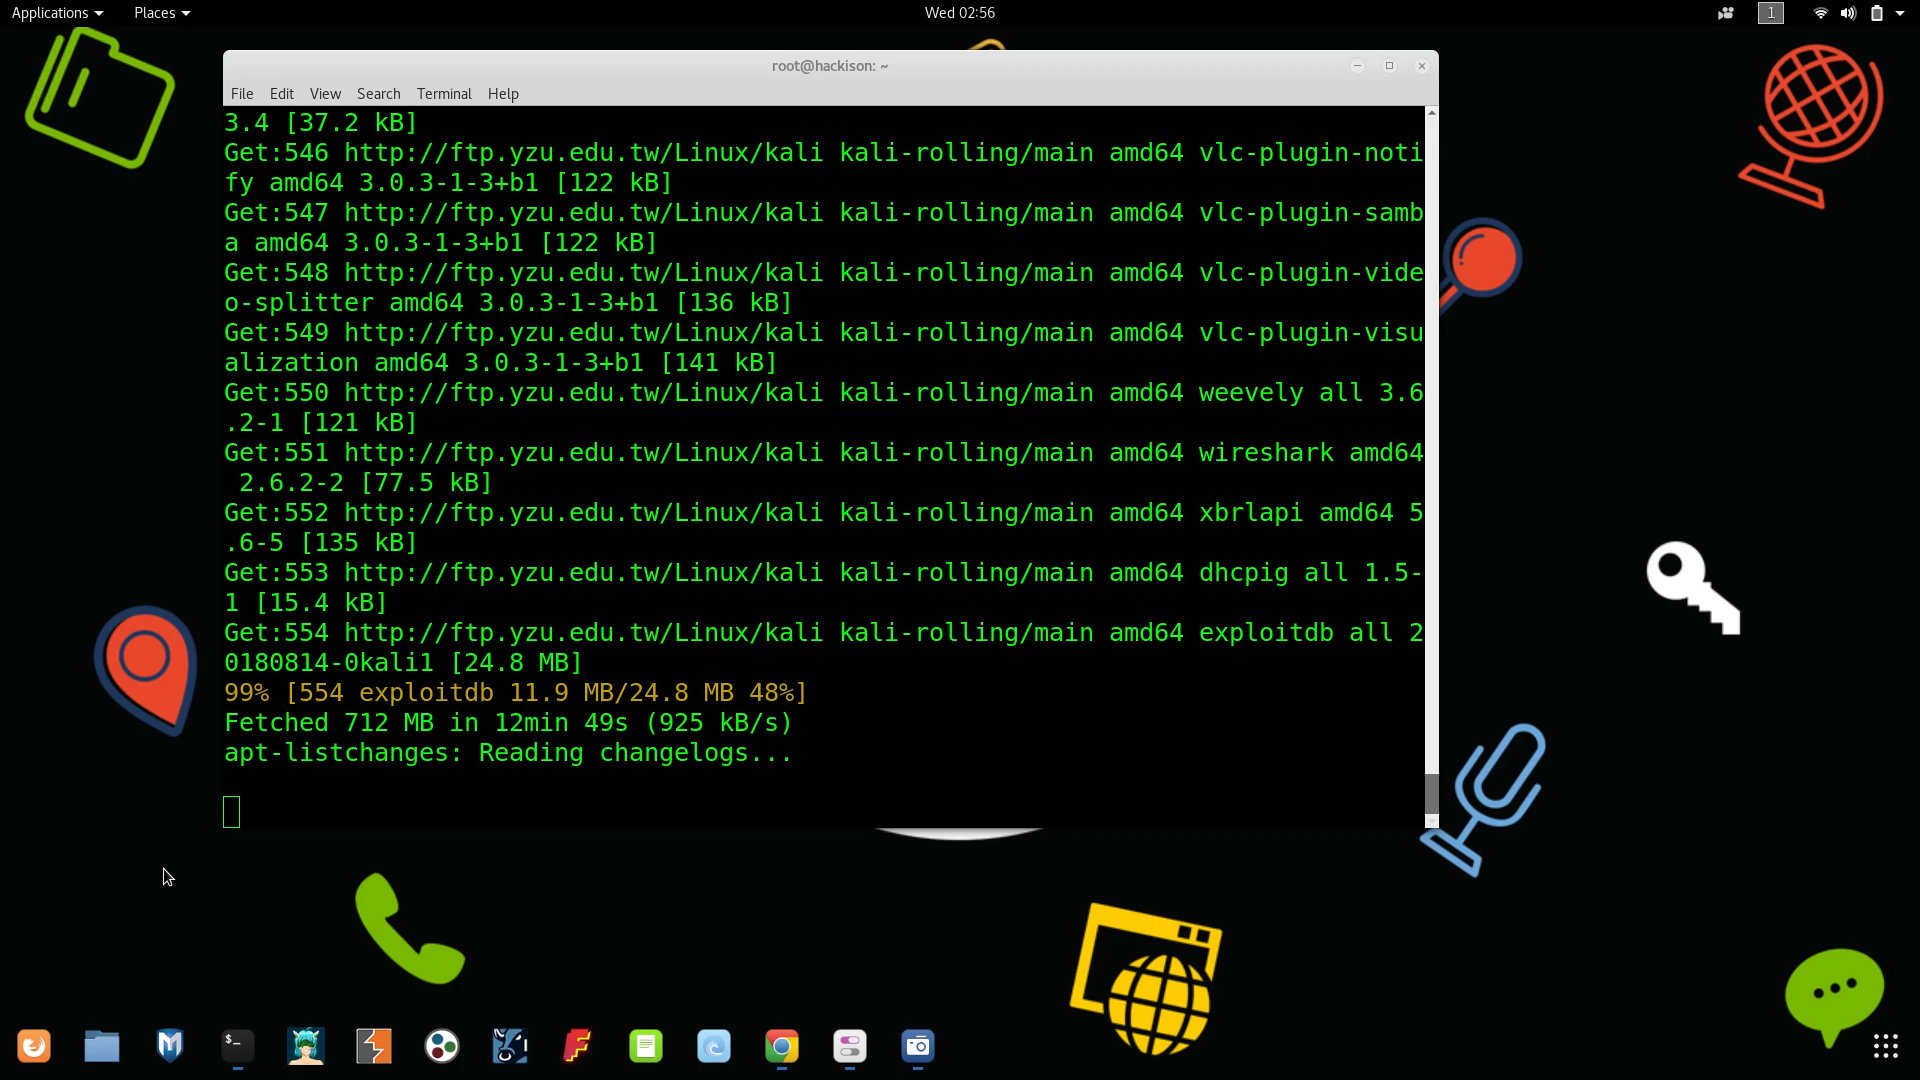 Applications Places Wed 02:56 1
root@hackison: ~
File Edit View Search Terminal Help
3.4 [37.2 kB]
Get:546 http://ftp.yzu.edu.tw/Linux/kali kali-rolling/main amd64 vlc-plugin-noti
fy amd64 3.0.3-1-3+b1 [122 kB]
Get:547 http://ftp.yzu.edu.tw/Linux/kali kali-rolling/main amd64 vlc-plugin-samb
a amd64 3.0.3-1-3+b1 [122 kB]
Get:548 http://ftp.yzu.edu.tw/Linux/kali kali-rolling/main amd64 vlc-plugin-vide
o-splitter amd64 3.0.3-1-3+b1 [136 kB]
Get:549 http://ftp.yzu.edu.tw/Linux/kali kali-rolling/main amd64 vlc-plugin-visu
alization amd64 3.0.3-1-3+b1 [141 kB]
Get:550 http://ftp.yzu.edu.tw/Linux/kali kali-rolling/main amd64 weevely all 3.6
.2-1 [121 kB]
Get:551 http://ftp.yzu.edu.tw/Linux/kali kali-rolling/main amd64 wireshark amd64
 2.6.2-2 [77.5 kB]
Get:552 http://ftp.yzu.edu.tw/Linux/kali kali-rolling/main amd64 xbrlapi amd64 5
.6-5 [135 kB]
Get:553 http://ftp.yzu.edu.tw/Linux/kali kali-rolling/main amd64 dhcpig all 1.5-
1 [15.4 kB]
Get:554 http://ftp.yzu.edu.tw/Linux/kali kali-rolling/main amd64 exploitdb all 2
0180814-0kali1 [24.8 MB]
99% [554 exploitdb 11.9 MB/24.8 MB 48%]
Fetched 712 MB in 12min 49s (925 kB/s)
apt-listchanges: Reading changelogs...
$_